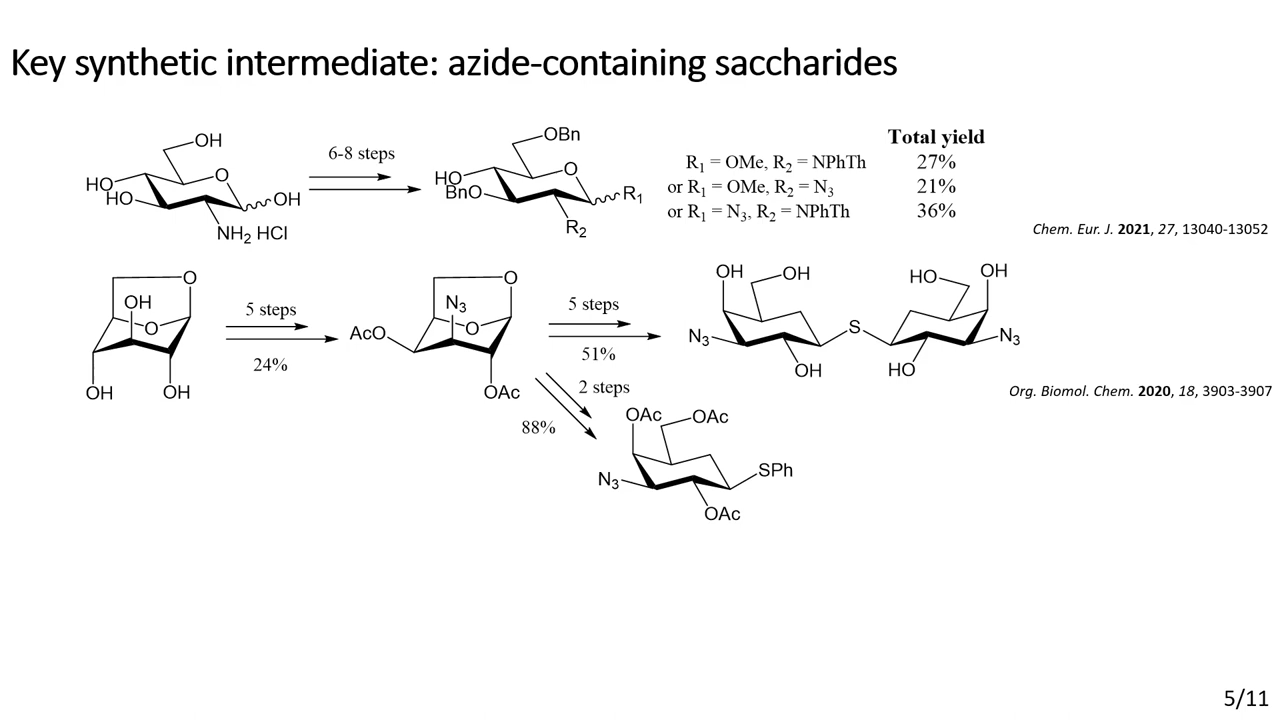 Key synthetic intermediate: azide-containing saccharides
OH
HO
HO
O
OH
NH2 HCl
6-8 steps
OBn
HO
BnO
O
R1
R2
Total yield
R1 = OMe, R2 = NPhTh 27%
or R1 = OMe, R2 = N3 21%
or R1 = N3, R2 = NPhTh 36%
Chem. Eur. J. 2021, 27, 13040-13052
O
OH
O
OH
OH
5 steps
24%
O
N3
O
AcO
OAc
5 steps
51%
OH
OH
N3
OH
S
HO
OH
N3
HO
Org. Biomol. Chem. 2020, 18, 3903-3907
2 steps
88%
OAc
OAc
N3
SPh
OAc
5/11